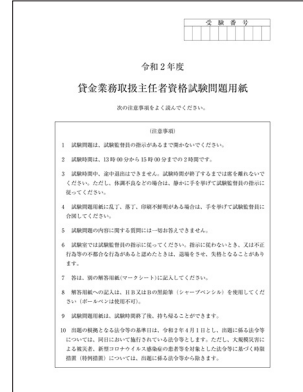 受 験 番 号
令和２年度
貸金業務取扱主任者資格試験問題用紙
次の注意事項をよく読んでください。
（注意事項）
1 試験問題は、試験監督員の指示があるまで開かないでください。
2 試験時間は、13 時 00 分から 15 時 00 分までの２時間です。
3 試験時間中、途中退出はできません。試験時間が終了するまでは席を離れないで
ください。ただし、体調不良などの場合は、静かに手を挙げて試験監督員の指示に
従ってください。
4 試験問題用紙に乱丁、落丁、印刷不鮮明がある場合は、手を挙げて試験監督員に
合図してください。
5 試験問題の内容に関する質問には一切お答えできません。
6 試験室では試験監督員の指示に従ってください。指示に従わないとき、又は不正
行為等の不都合な行為があると認めたときは、退場をさせ、失格となることがあり
ます。
7 答は、別の解答用紙(マークシート)に記入してください。
8 解答用紙への記入は、ＨＢ又はＢの黒鉛筆（シャープペンシル）を使用してくだ
さい（ボールペンは使用不可）。
9 試験問題用紙は、試験時間終了後、持ち帰ることができます。
10 出題の根拠となる法令等の基準日は、令和２年４月１日とし、出題に係る法令等
については、同日において施行されている法令等とします。ただし、大規模災害に
よる被災者、新型コロナウイルス感染症の患者等を対象とした法令等に基づく時限
措置（特例措置）については、出題に係る法令等から除きます。